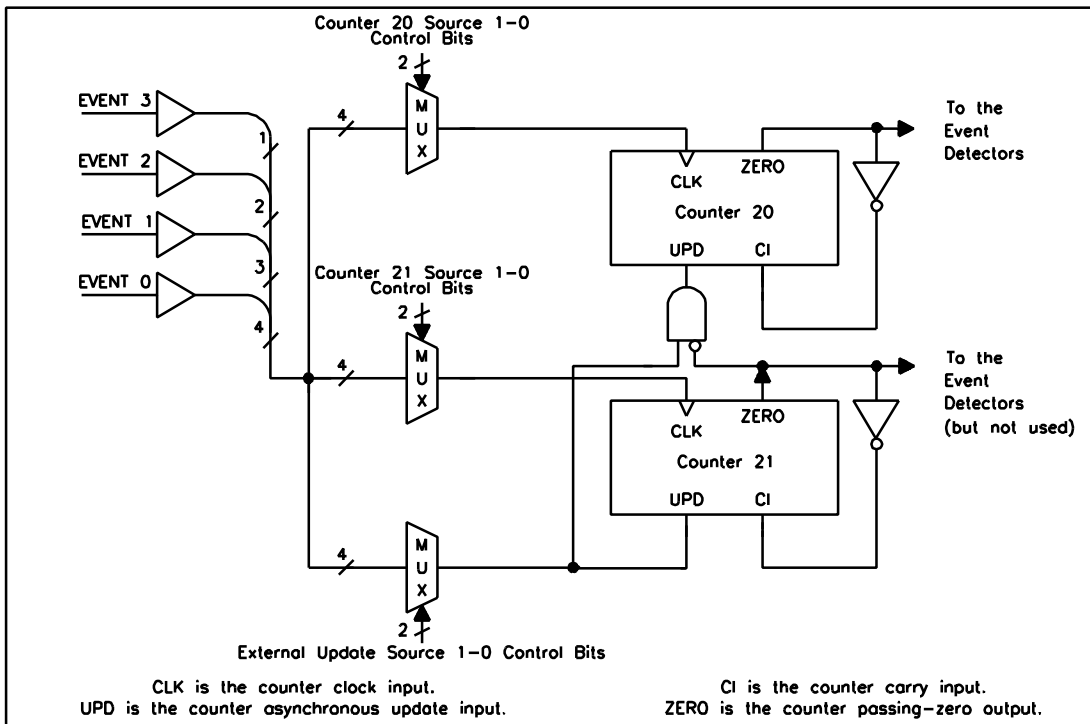 Counter 20 Source 1-0
Control Bits
2
EVENT 3
EVENT 2
EVENT 1
EVENT 0
1
2
3
4
4
MUX
CLK
ZERO
Counter 20
UPD
CI
To the
Event
Detectors
Counter 21 Source 1-0
Control Bits
2
4
MUX
CLK
ZERO
Counter 21
UPD
CI
To the
Event
Detectors
(but not used)
4
MUX
2
External Update Source 1-0 Control Bits
CLK is the counter clock input.
UPD is the counter asynchronous update input.
CI is the counter carry input.
ZERO is the counter passing-zero output.